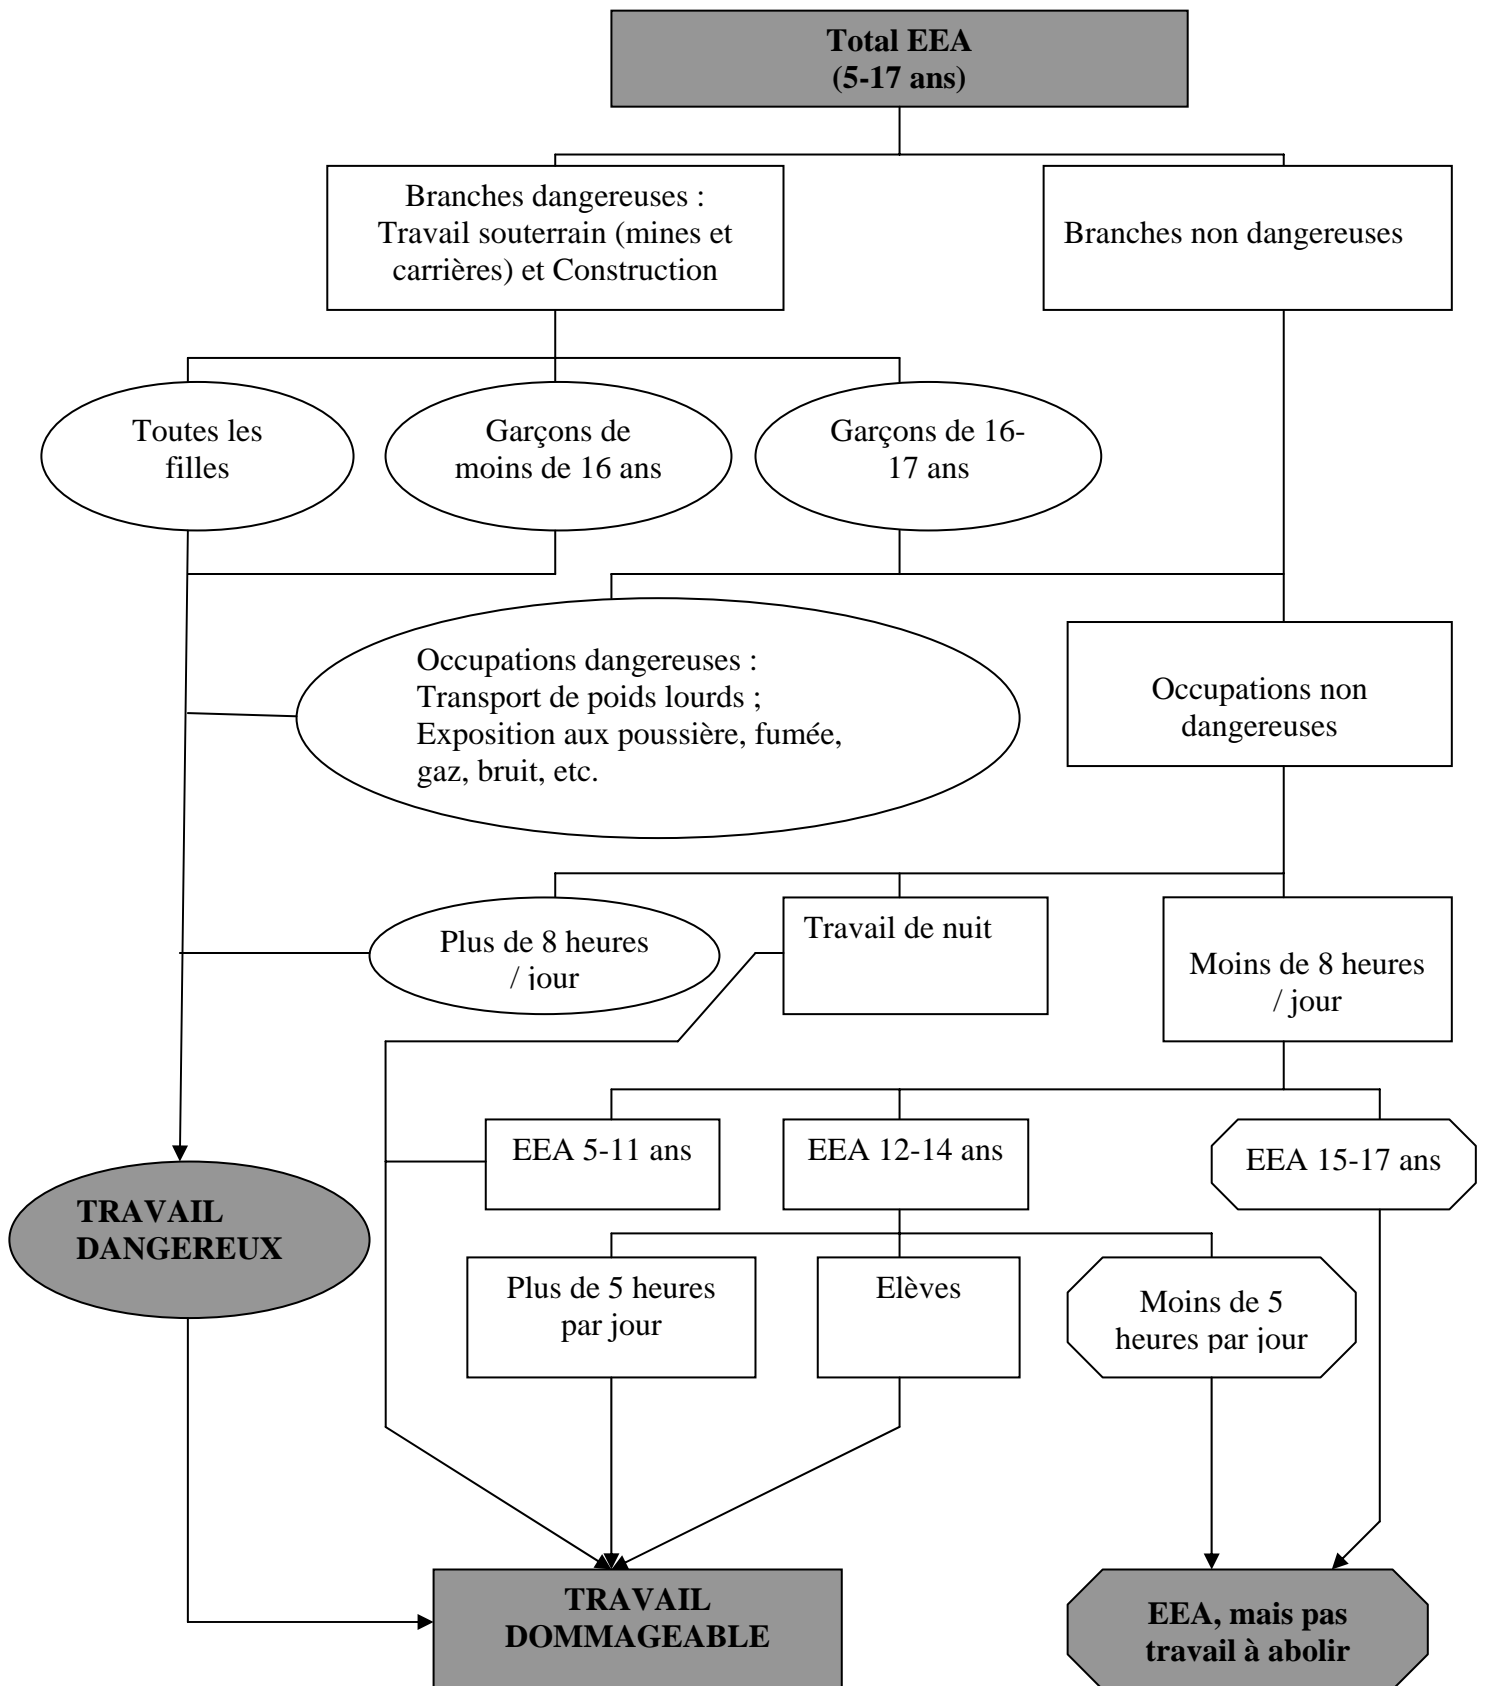 Total EEA
(5-17 ans)
Branches dangereuses :
Travail souterrain (mines et
carrières) et Construction
Branches non dangereuses
Toutes les
filles
Garçons de
moins de 16 ans
Garçons de 16-
17 ans
Occupations dangereuses :
Transport de poids lourds ;
Exposition aux poussière, fumée,
gaz, bruit, etc.
Occupations non
dangereuses
Plus de 8 heures
/ jour
Travail de nuit
Moins de 8 heures
/ jour
EEA 5-11 ans
EEA 12-14 ans
EEA 15-17 ans
TRAVAIL
DANGEREUX
Plus de 5 heures
par jour
Elèves
Moins de 5
heures par jour
TRAVAIL
DOMMAGEABLE
EEA, mais pas
travail à abolir